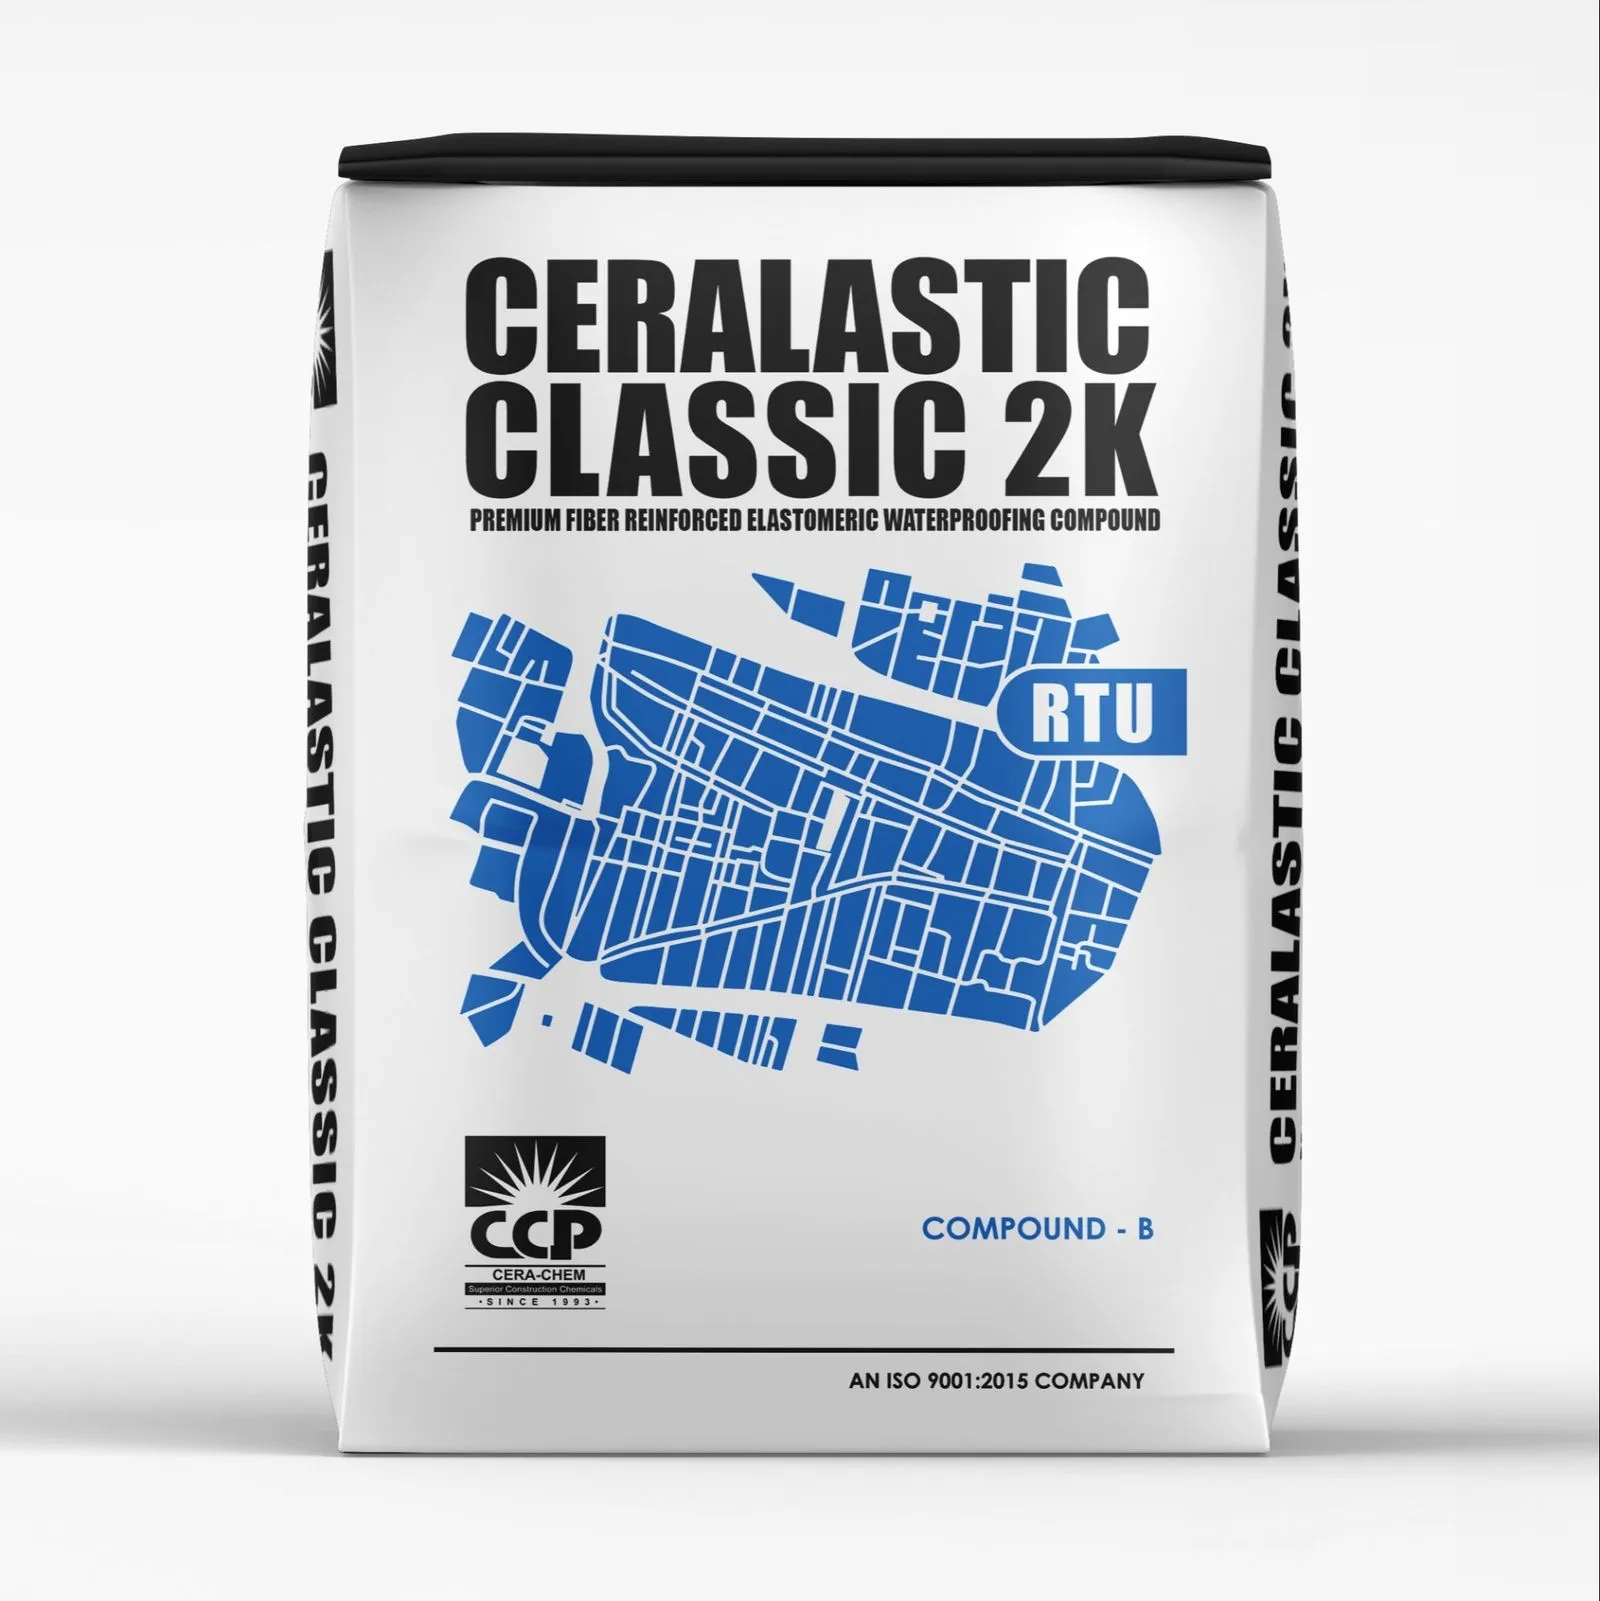 CERALASTIC
CLASSIC 2K
PREMIUM FIBER REINFORCED ELASTOMERIC WATERPROOFING COMPOUND
RTU
CCP
CERA-CHEM
Superior Construction Chemicals
·SINCE 1993·
COMPOUND - B
AN ISO 9001:2015 COMPANY
CERALASTIC CLASSIC 2K
CERALASTIC CLASSIC 2K
CCP